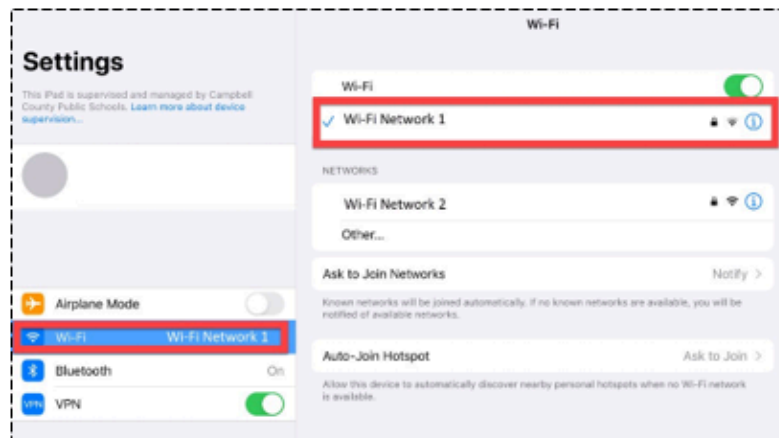 Wi-Fi
Settings
This iPad is supervised and managed by Campbell
County Public Schools. Learn more about device
supervision...
Wi-Fi
Wi-Fi Network 1
NETWORKS
Wi-Fi Network 2
Other...
Airplane Mode
Wi-Fi Wi-Fi Network 1
Bluetooth On
VPN VPN
Ask to Join Networks Notify >
Known networks will be joined automatically. If no known networks are available, you will be
notified of available networks.
Auto-Join Hotspot Ask to Join >
Allow this device to automatically discover nearby personal hotspots when no Wi-Fi network
is available.